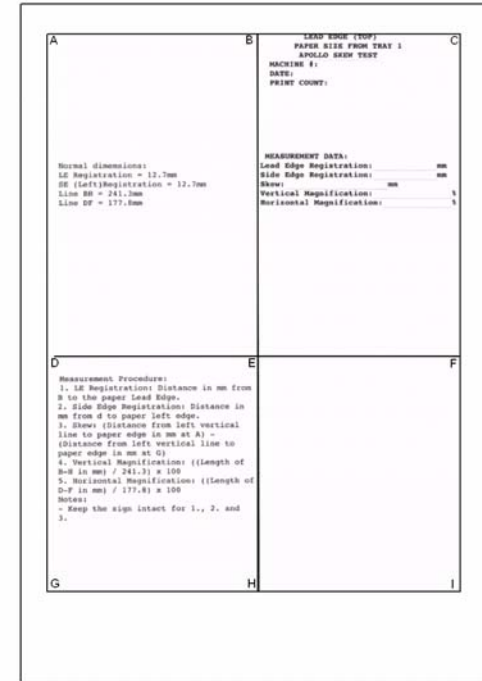 A
B
C
LEAD EDGE (TOP)
PAPER SIZE FROM TRAY 1
APOLLO SKEW TEST
MACHINE #:
DATE:
PRINT COUNT:
Normal dimensions:
LE Registration = 12.7mm
SE (Left)Registration = 12.7mm
Line BH = 241.3mm
Line DF = 177.8mm
MEASUREMENT DATA:
Lead Edge Registration: mm
Side Edge Registration: mm
Skew: mm
Vertical Magnification: %
Horizontal Magnification: %
D
E
F
Measurement Procedure:
1. LE Registration: Distance in mm from
B to the paper Lead Edge.
2. Side Edge Registration: Distance in
mm from d to paper left edge.
3. Skew: (Distance from left vertical
line to paper edge in mm at A) -
(Distance from left vertical line to
paper edge in mm at G)
4. Vertical Magnification: ((Length of
B-H in mm) / 241.3) x 100
5. Horizontal Magnification: ((Length of
D-F in mm) / 177.8) x 100
Notes:
- Keep the sign intact for 1., 2. and
3.
G
H
I